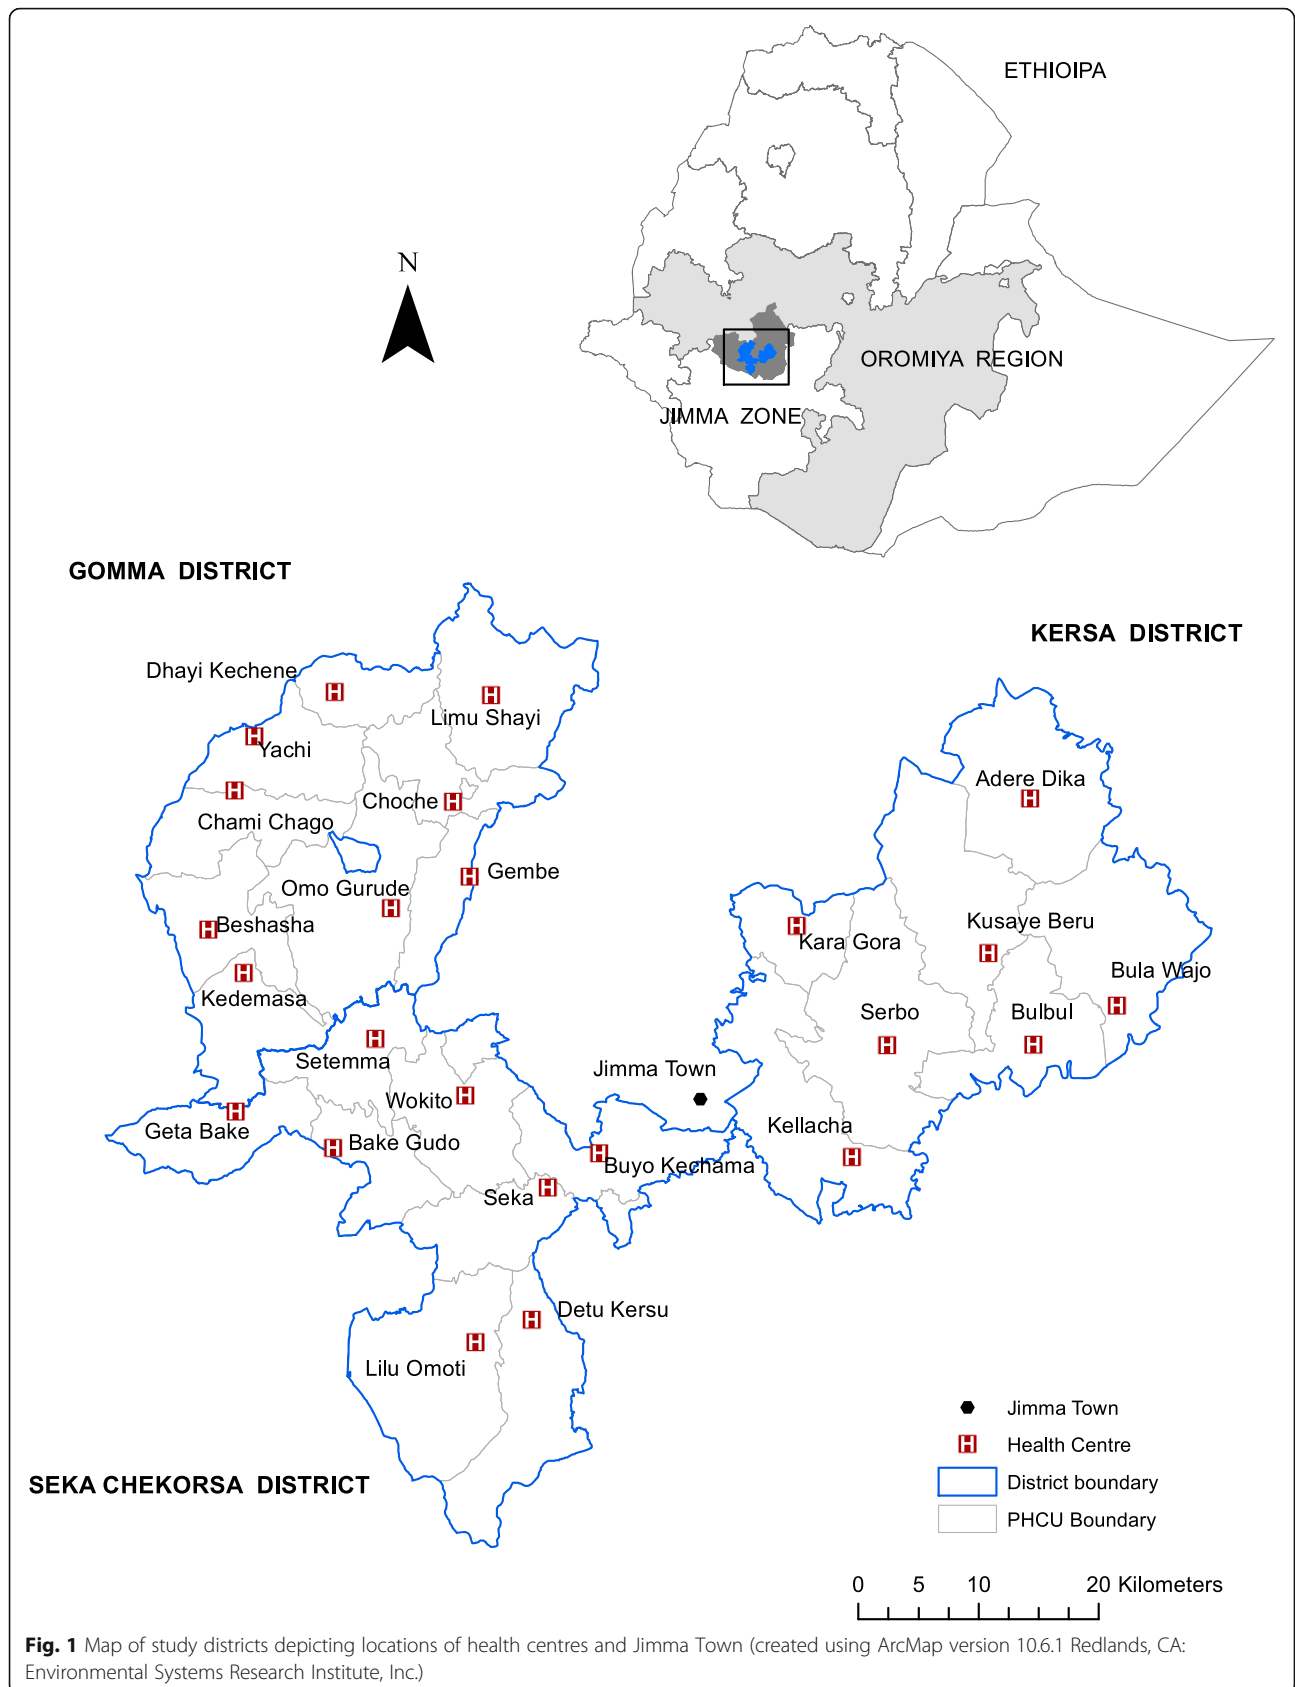 ETHIOIPA
N
OROMIYA REGION
JIMMA ZONE
GOMMA DISTRICT
KERSA DISTRICT
Dhayi Kechene
Limu Shayi
Yachi
Adere Dika
Choche
Chami Chago
Gembe
Omo Gurude
Beshasha
Kusaye Beru
Kara Gora
Bula Wajo
Kedemasa
Serbo
Bulbul
Setemma
Jimma Town
Wokito
Kellacha
Geta Bake
Bake Gudo
Buyo Kechama
Seka
Detu Kersu
Lilu Omoti
SEKA CHEKORSA DISTRICT
Jimma Town
H Health Centre
District boundary
PHCU Boundary
0 5 10 20 Kilometers
Fig. 1 Map of study districts depicting locations of health centres and Jimma Town (created using ArcMap version 10.6.1 Redlands, CA:
Environmental Systems Research Institute, Inc.)